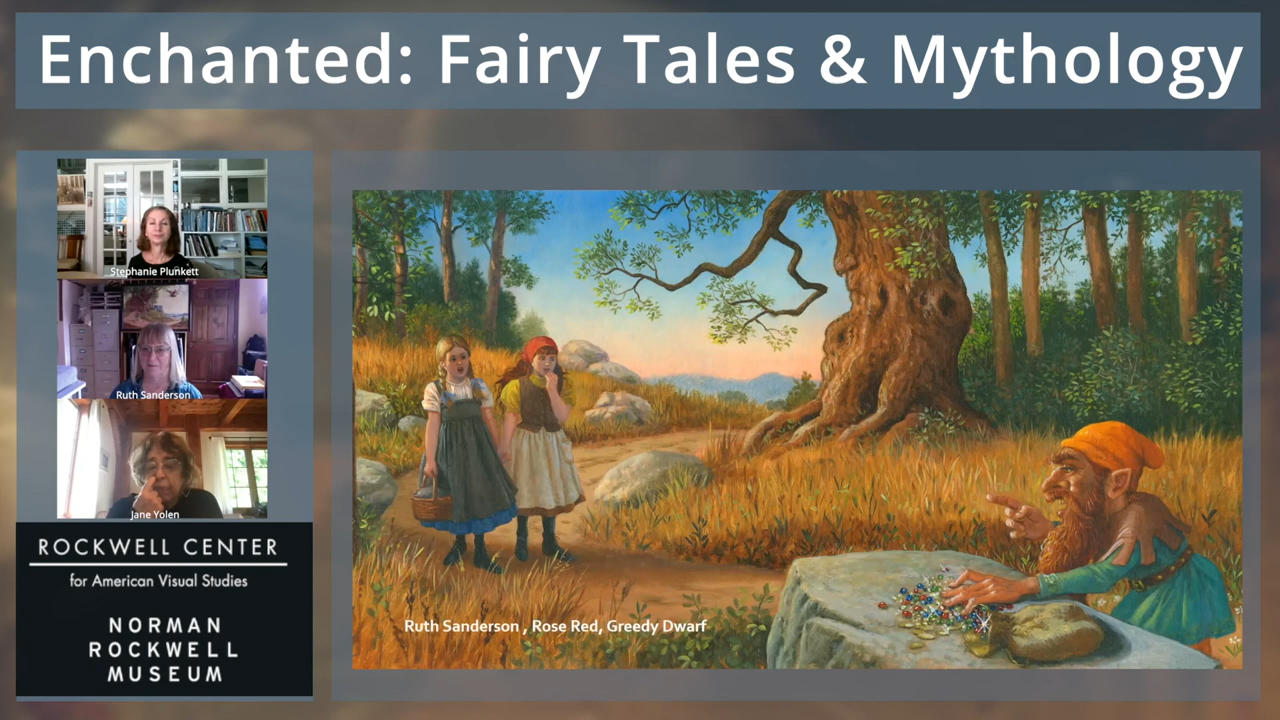 Enchanted: Fairy Tales & Mythology
Stephanie Plunkett
Ruth Sanderson
Jane Yolen
ROCKWELL CENTER
for American Visual Studies
NORMAN
ROCKWELL
MUSEUM
Ruth Sanderson , Rose Red, Greedy Dwarf